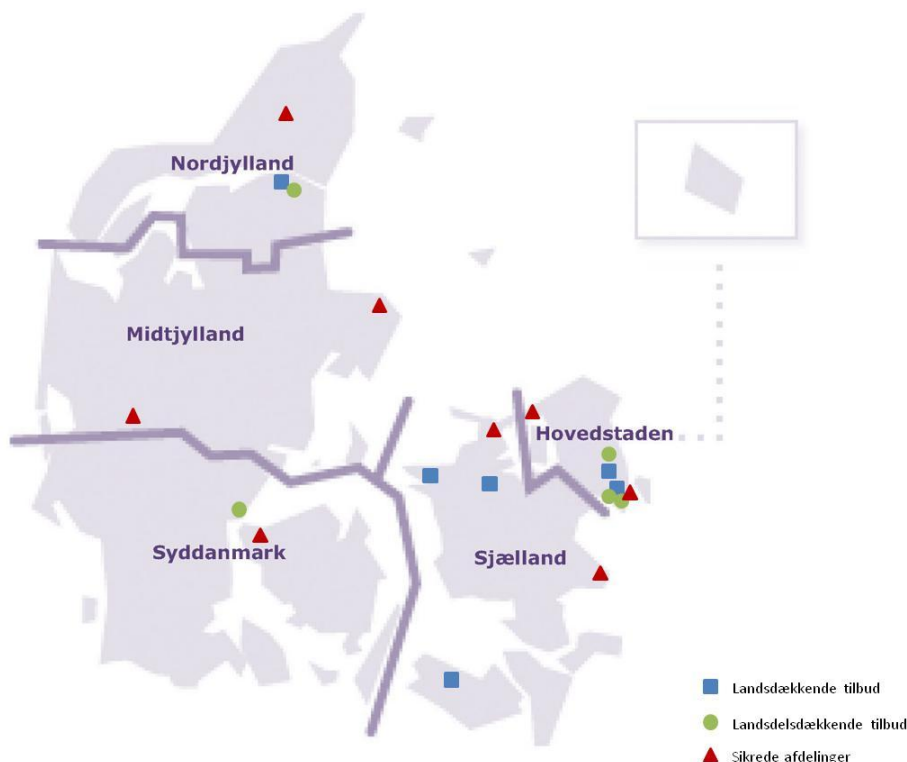 Nordjylland
Midtjylland
Hovedstaden
Syddanmark
Sjælland
Landsdækkende tilbud
Landsdelsdækkende tilbud
Sikrede afdelinger